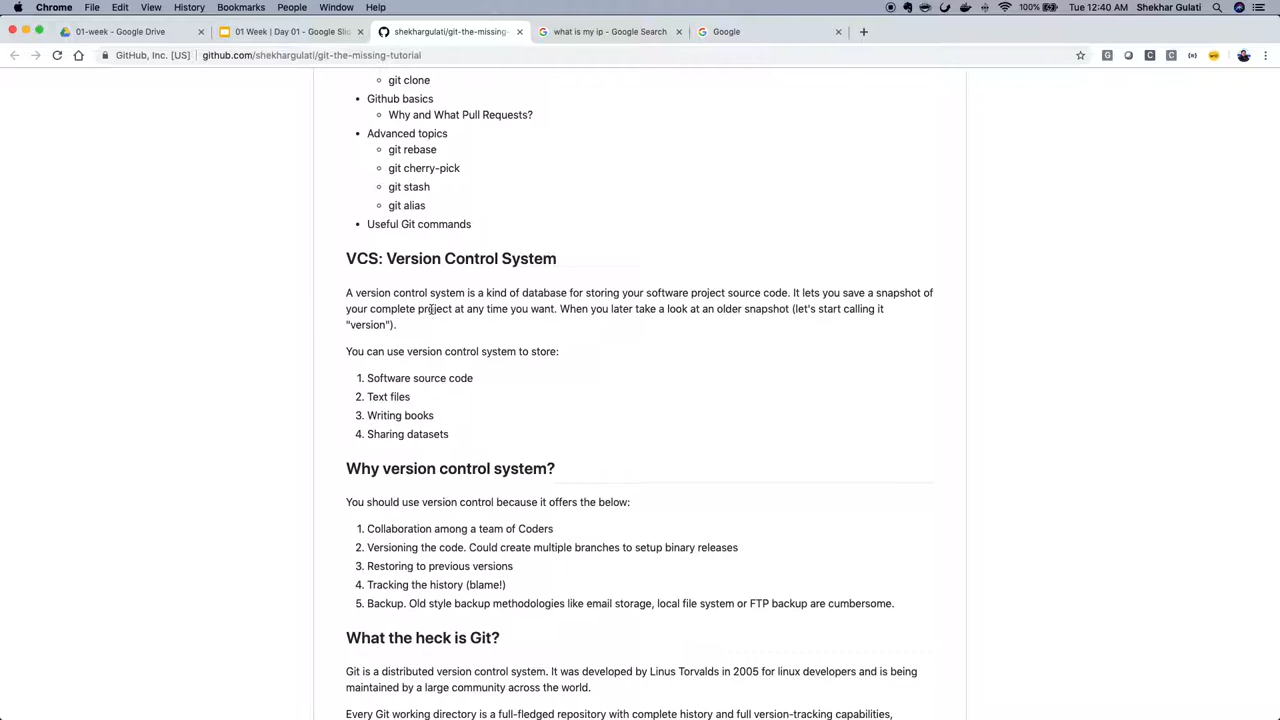 Chrome File Edit View History Bookmarks People Window Help 100% Tue 12:40 AM Shekhar Gulati
01-week - Google Drive 01 Week | Day 01 - Google Slid shekhargulati/git-the-missing- what is my ip - Google Search Google
GitHub, Inc. [US] github.com/shekhargulati/git-the-missing-tutorial
git clone
Github basics
Why and What Pull Requests?
Advanced topics
git rebase
git cherry-pick
git stash
git alias
Useful Git commands
VCS: Version Control System
A version control system is a kind of database for storing your software project source code. It lets you save a snapshot of
your complete project at any time you want. When you later take a look at an older snapshot (let's start calling it
"version").
You can use version control system to store:
1. Software source code
2. Text files
3. Writing books
4. Sharing datasets
Why version control system?
You should use version control because it offers the below:
1. Collaboration among a team of Coders
2. Versioning the code. Could create multiple branches to setup binary releases
3. Restoring to previous versions
4. Tracking the history (blame!)
5. Backup. Old style backup methodologies like email storage, local file system or FTP backup are cumbersome.
What the heck is Git?
Git is a distributed version control system. It was developed by Linus Torvalds in 2005 for linux developers and is being
maintained by a large community across the world.
Every Git working directory is a full-fledged repository with complete history and full version-tracking capabilities,